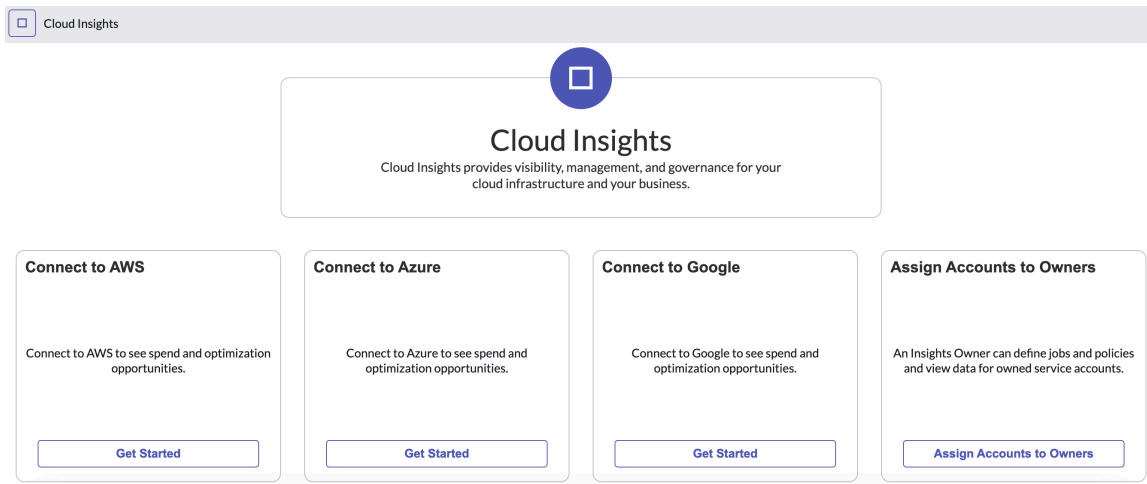 Cloud Insights
Cloud Insights
Cloud Insights provides visibility, management, and governance for your
cloud infrastructure and your business.
Connect to AWS
Connect to AWS to see spend and optimization
opportunities.
Get Started
Connect to Azure
Connect to Azure to see spend and
optimization opportunities.
Get Started
Connect to Google
Connect to Google to see spend and
optimization opportunities.
Get Started
Assign Accounts to Owners
An Insights Owner can define jobs and policies
and view data for owned service accounts.
Assign Accounts to Owners